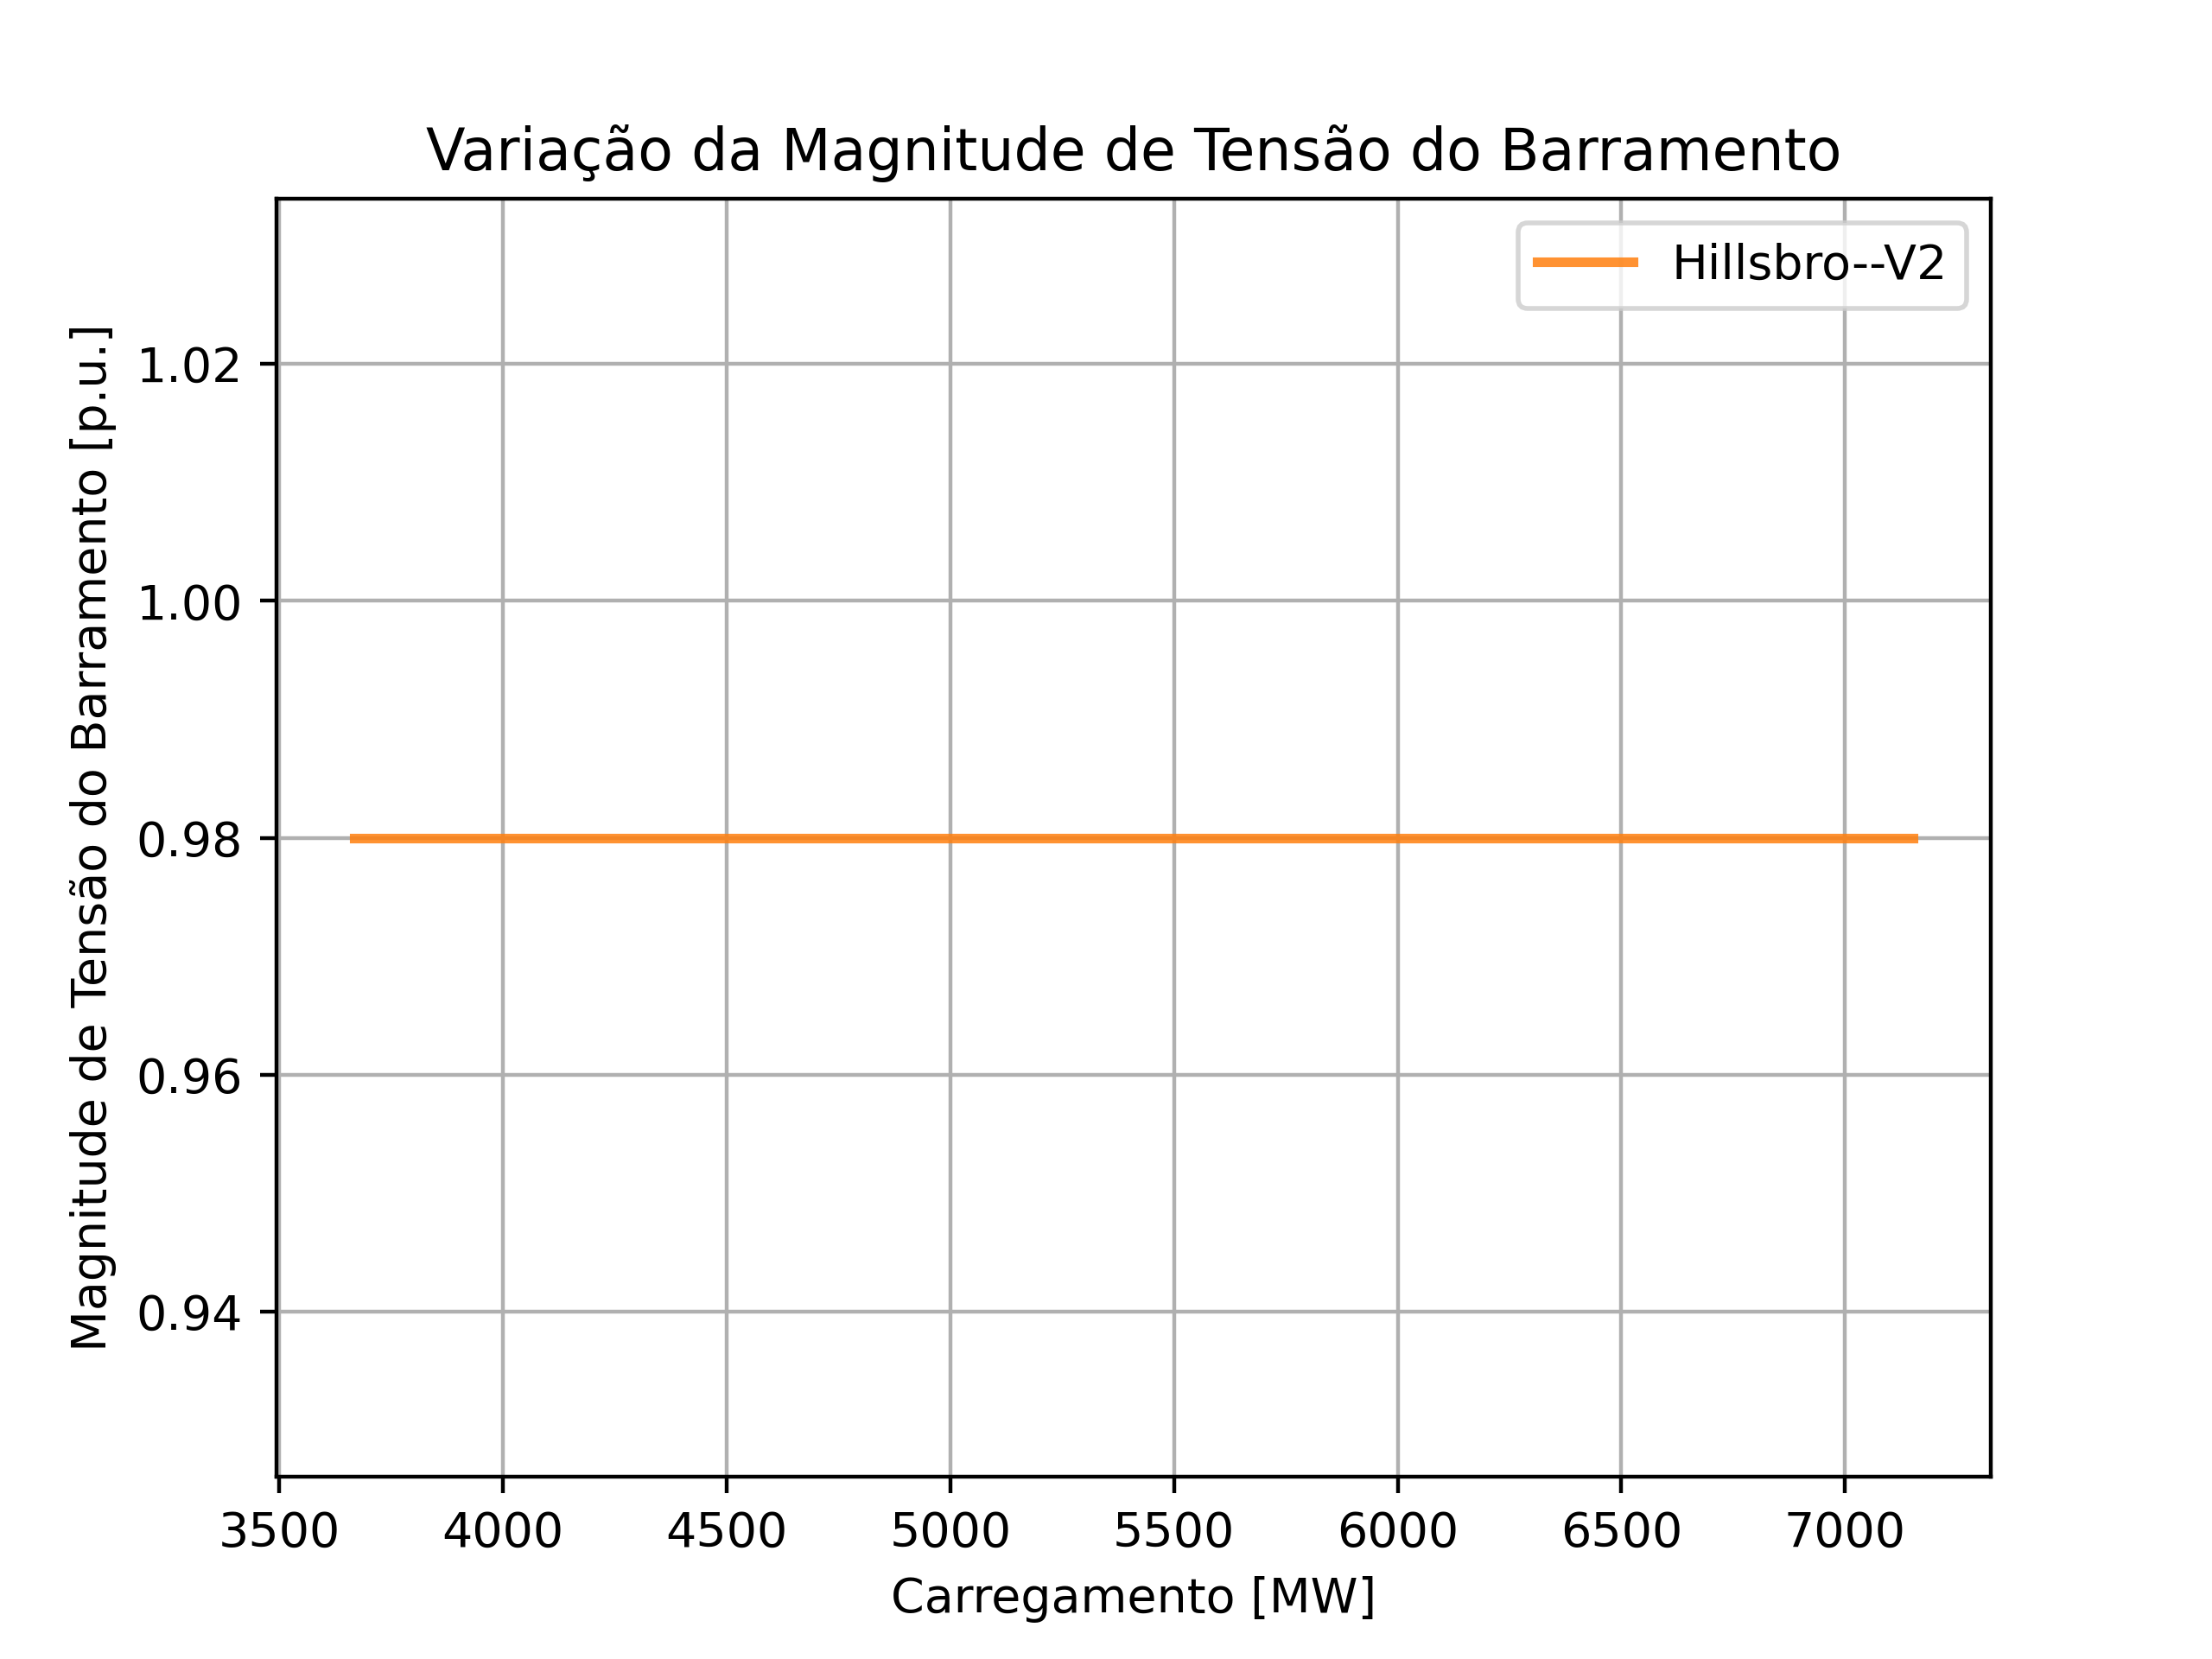 Variação da Magnitude de Tensão do Barramento
Hillsbro--V2
Magnitude de Tensão do Barramento [p.u.]
1.02
1.00
0.98
0.96
0.94
3500 4000 4500 5000 5500 6000 6500 7000
Carregamento [MW]